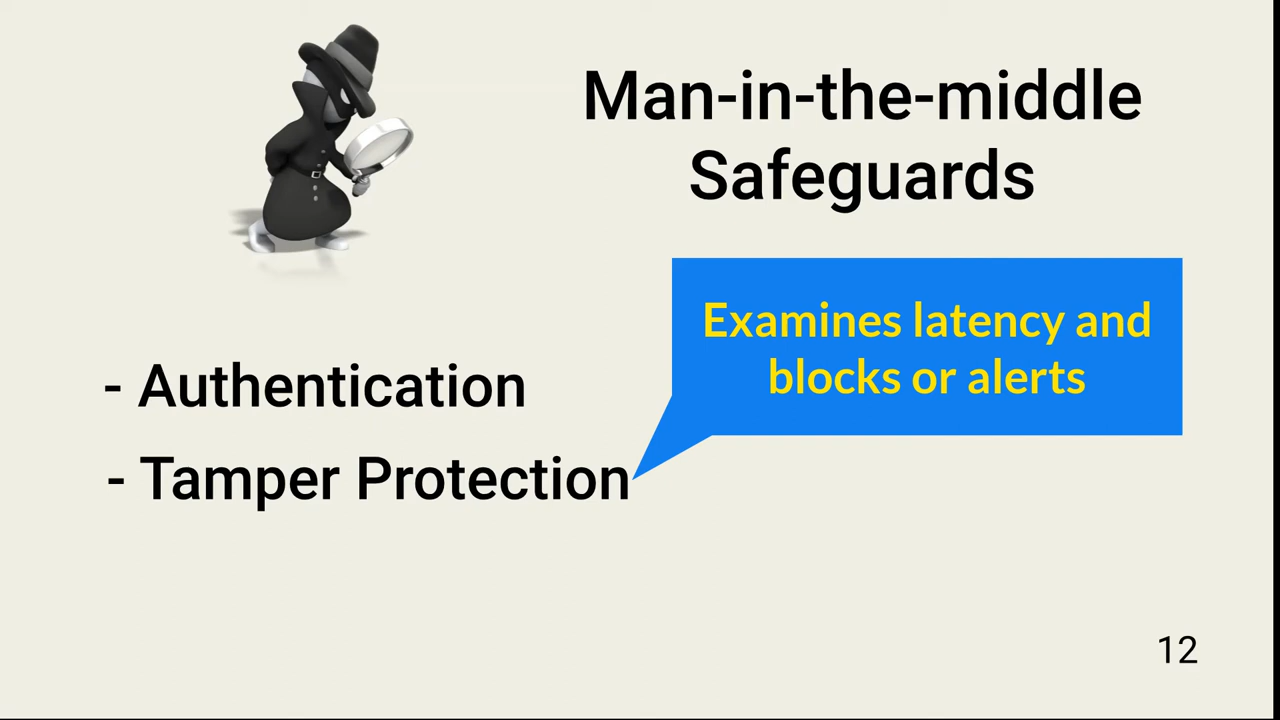 Man-in-the-middle
Safeguards
Examines latency and
blocks or alerts
- Authentication
- Tamper Protection
12